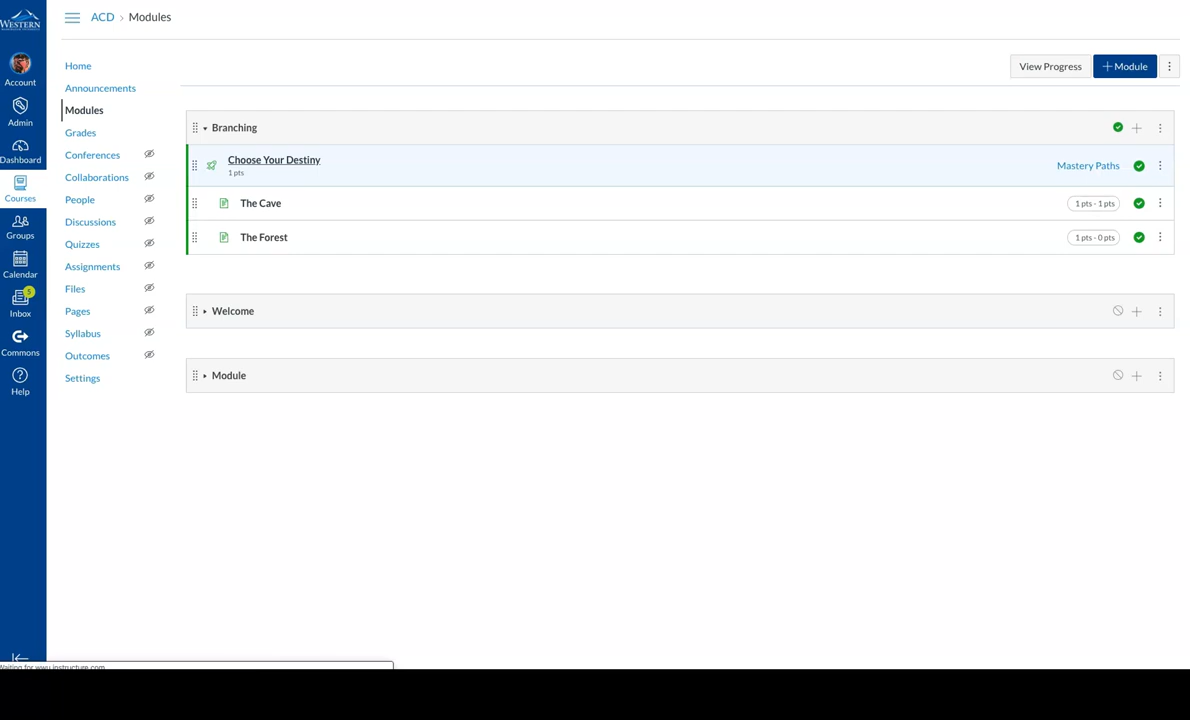 WESTERN
ACD > Modules
Account
Admin
Dashboard
Courses
Groups
Calendar
5
Inbox
Commons
Help
Home
Announcements
Modules
Grades
Conferences
Collaborations
People
Discussions
Quizzes
Assignments
Files
Pages
Syllabus
Outcomes
Settings
View Progress
+ Module
Branching
Choose Your Destiny
1 pts
Mastery Paths
The Cave
1 pts - 1 pts
The Forest
1 pts - 0 pts
Welcome
Module
Waiting for wwu.instructure.com